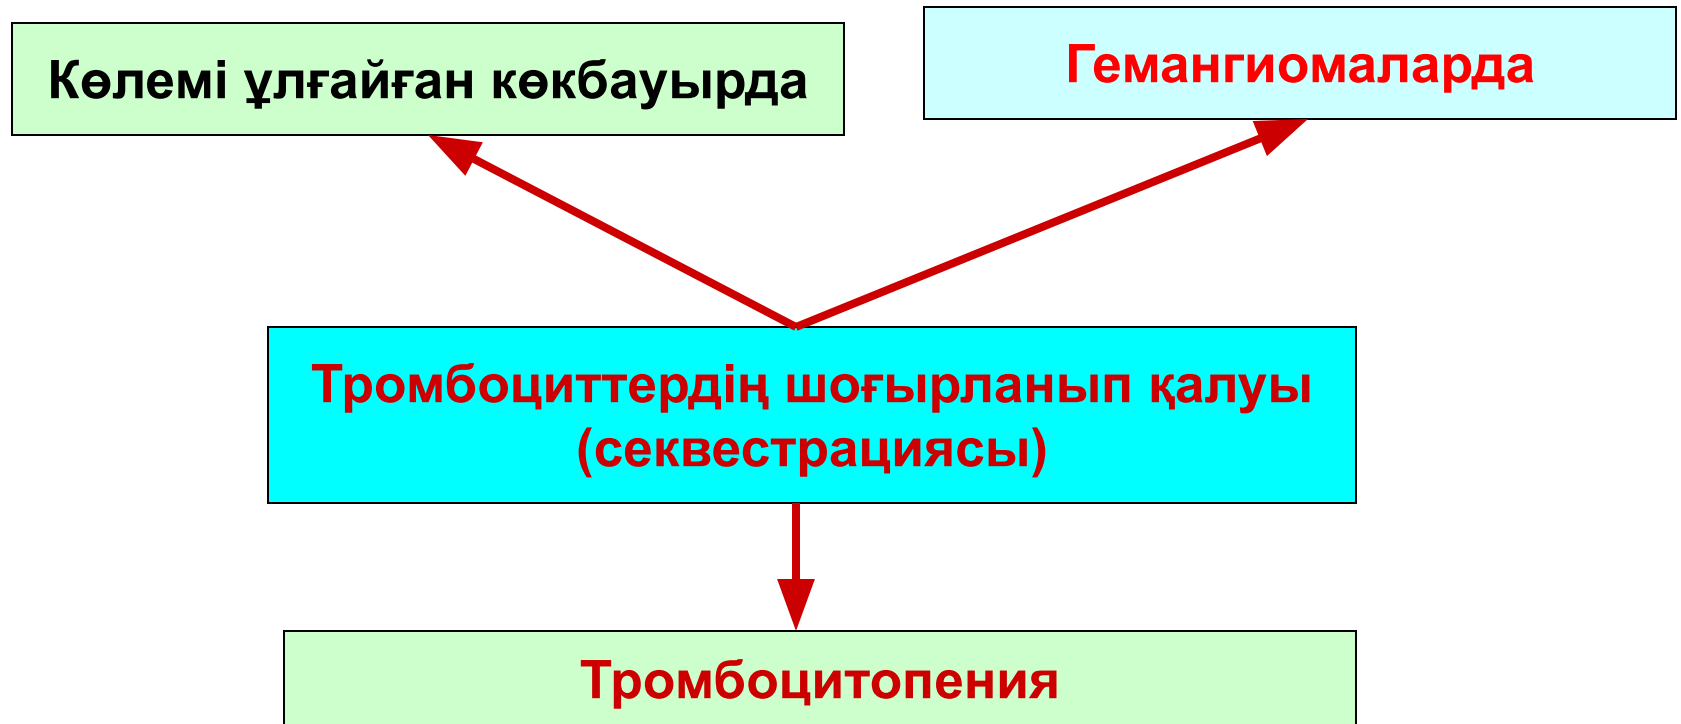 Көлемі ұлғайған көкбауырда
Гемангиомаларда
Тромбоциттердің шоғырланып қалуы
(секвестрациясы)
Тромбоцитопения